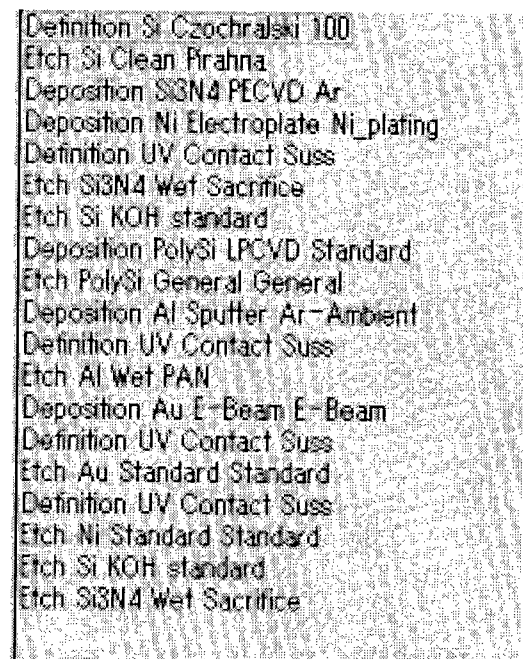 Definition Si Czochralski 100
Etch Si Clean Pirahna
Deposition Si3N4 PECVD Ar
Deposition Ni Electroplate Ni_plating
Definition UV Contact Suss
Etch Si3N4 Wet Sacrifice
Etch Si KOH standard
Deposition PolySi LPCVD Standard
Etch PolySi General General
Deposition Al Sputter Ar-Ambient
Definition UV Contact Suss
Etch Al Wet PAN
Deposition Au E-Beam E-Beam
Definition UV Contact Suss
Etch Au Standard Standard
Definition UV Contact Suss
Etch Ni Standard Standard
Etch Si KOH standard
Etch Si3N4 Wet Sacrifice